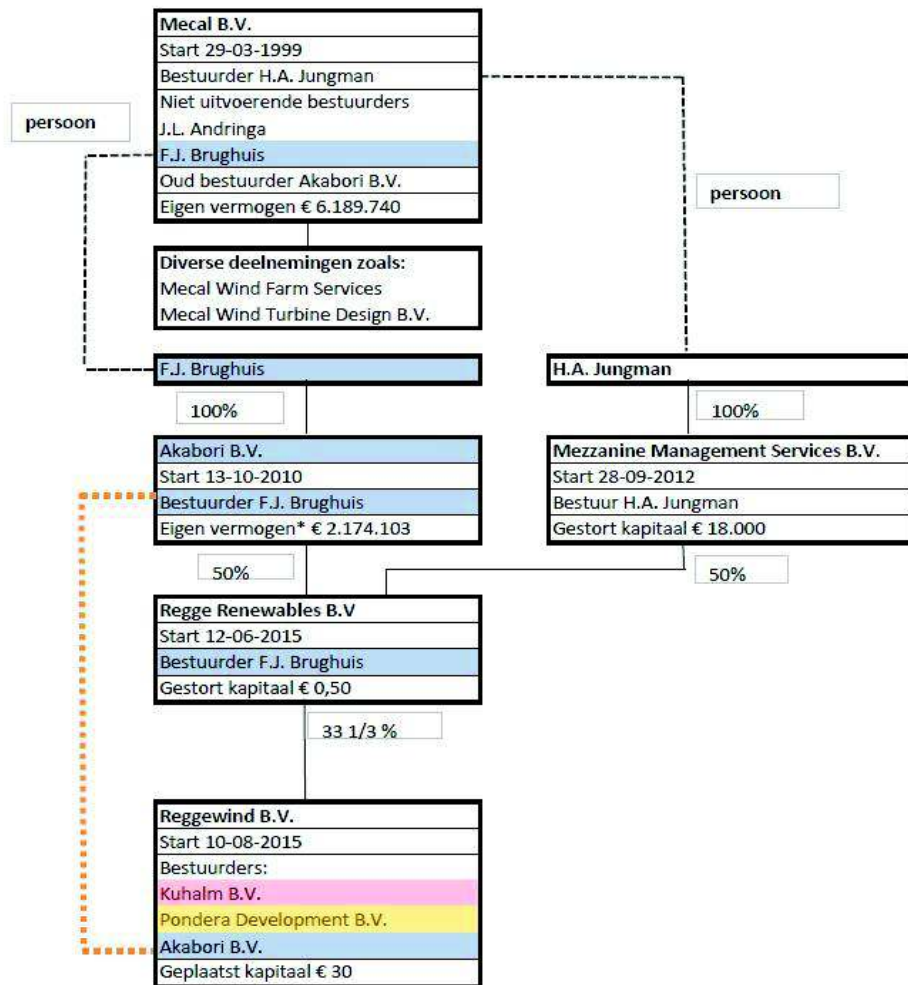 Mecal B.V.
Start 29-03-1999
Bestuurder H.A. Jungman
Niet uitvoerende bestuurders
J.L. Andringa
F.J. Brughuis
Oud bestuurder Akabori B.V.
Eigen vermogen € 6.189.740
persoon
persoon
Diverse deelnemingen zoals:
Mecal Wind Farm Services
Mecal Wind Turbine Design B.V.
F.J. Brughuis
H.A. Jungman
100%
100%
Akabori B.V.
Start 13-10-2010
Bestuurder F.J. Brughuis
Eigen vermogen* € 2.174.103
Mezzanine Management Services B.V.
Start 28-09-2012
Bestuur H.A. Jungman
Gestort kapitaal € 18.000
50%
50%
Regge Renewables B.V
Start 12-06-2015
Bestuurder F.J. Brughuis
Gestort kapitaal € 0,50
33 1/3 %
Reggewind B.V.
Start 10-08-2015
Bestuurders:
Kuhalm B.V.
Pondera Development B.V.
Akabori B.V.
Geplaatst kapitaal € 30